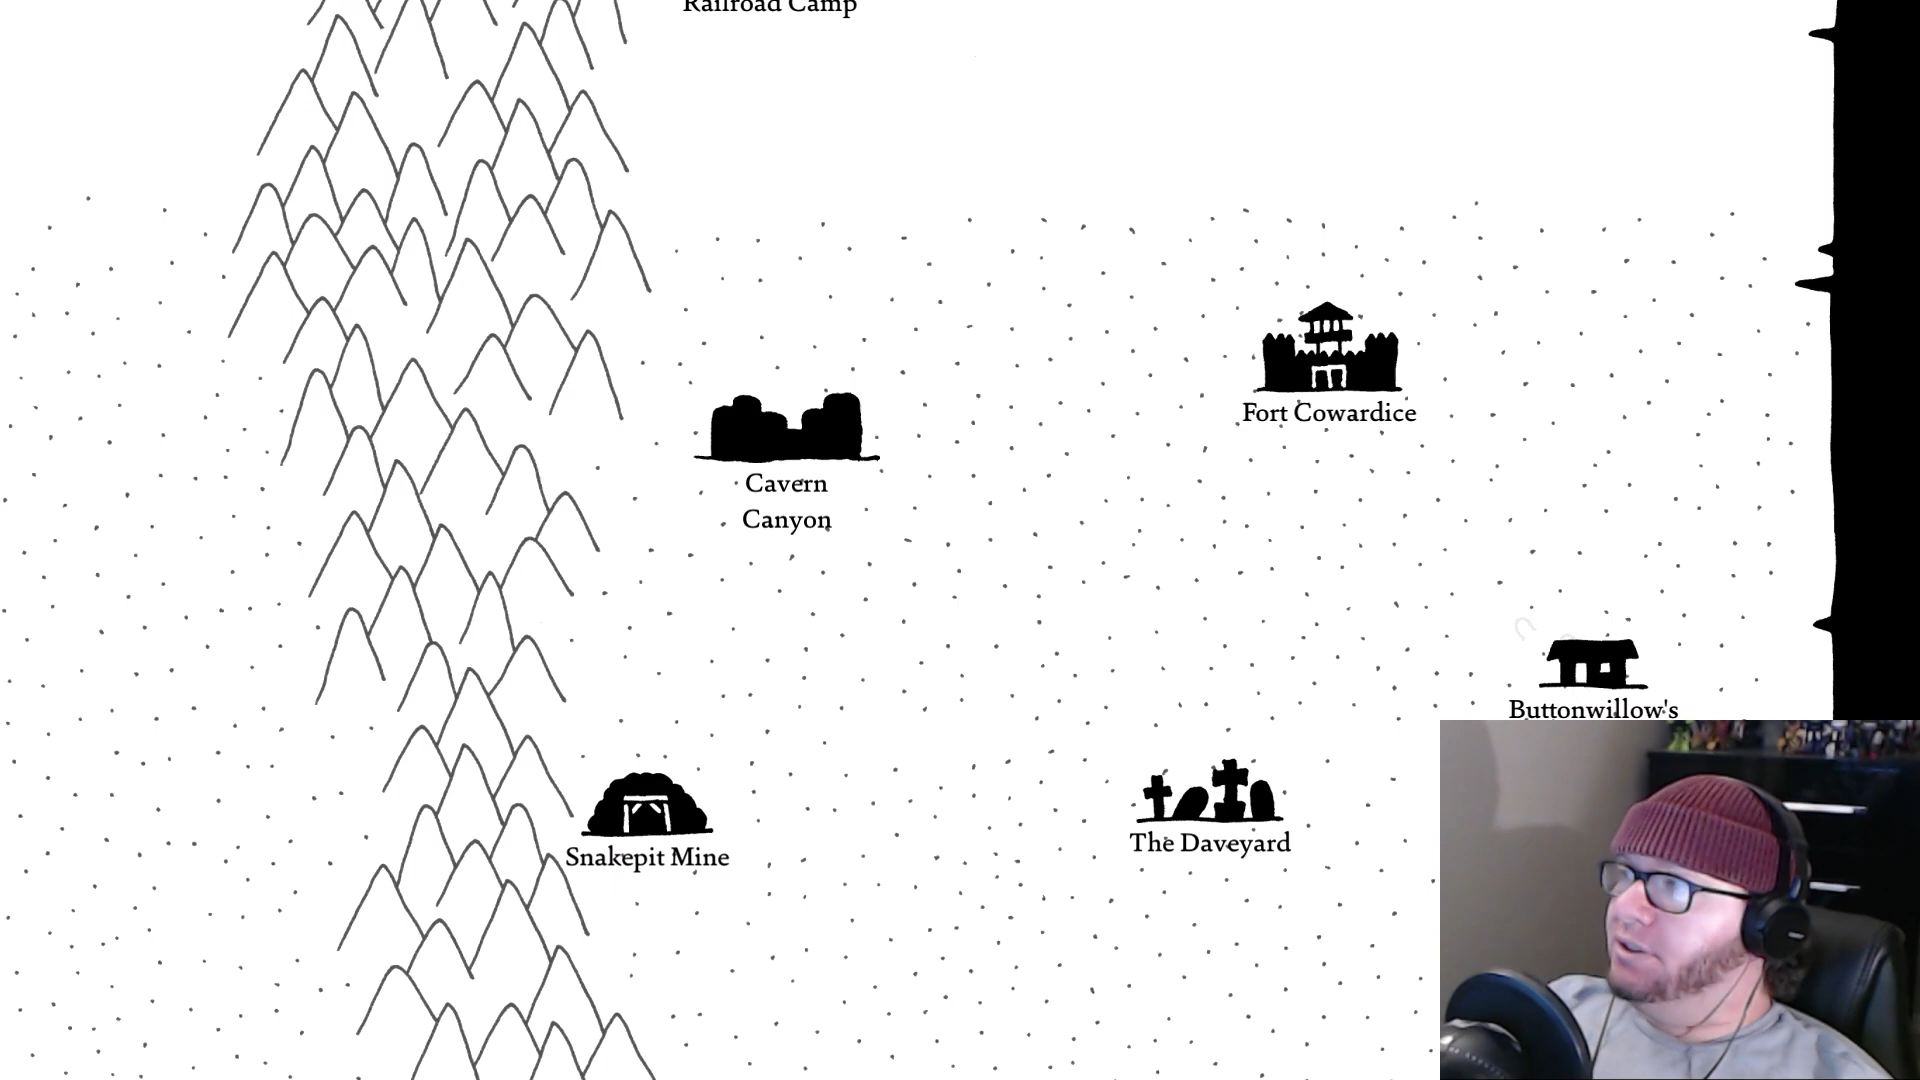 Railroad Camp
Fort Cowardice
Cavern
Canyon
Buttonwillow's
The Daveyard
Snakepit Mine